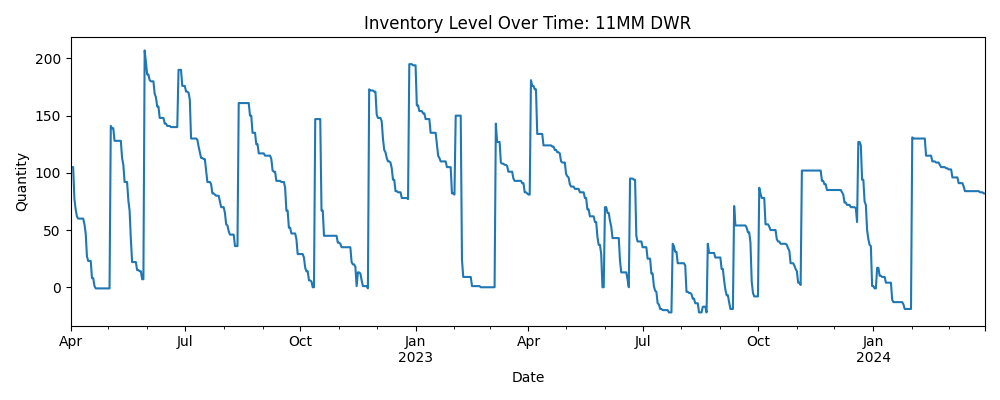 Inventory Level Over Time: 11MM DWR
Quantity
200
150
100
50
0
Apr Jul Oct Jan Apr Jul Oct Jan
2023 2024
Date